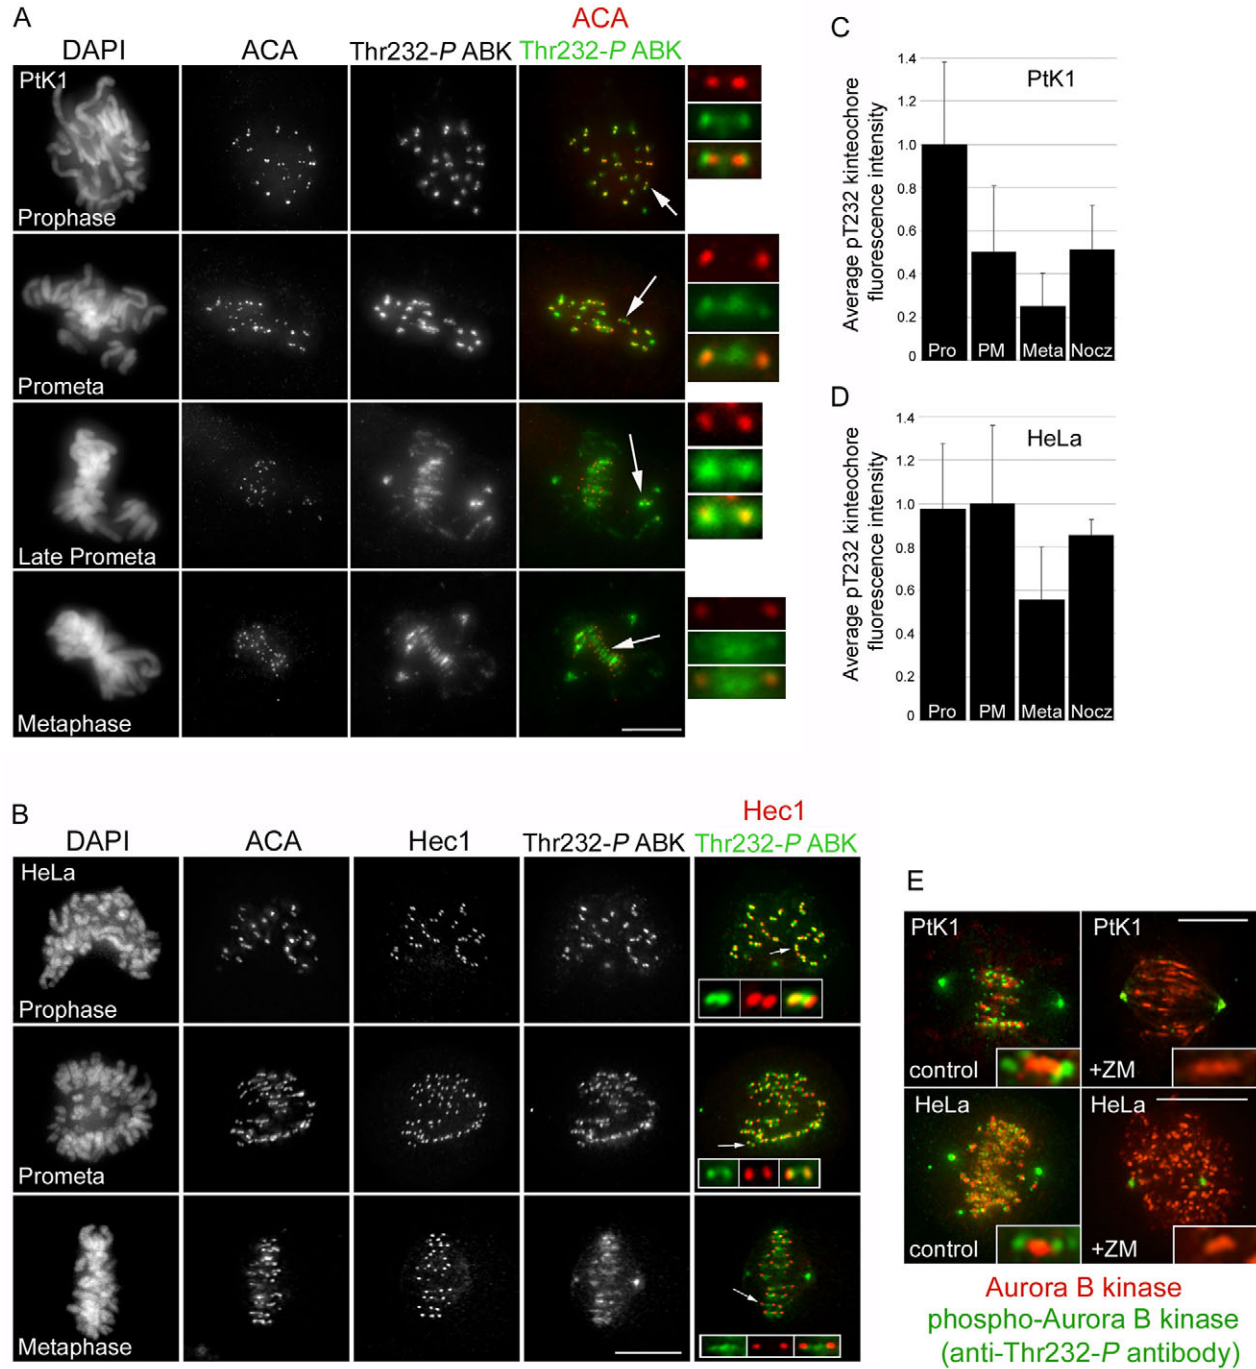 A
ACA
DAPI
ACA
Thr232-P ABK
Thr232-P ABK
PtK1
Prophase
Prometa
Late Prometa
Metaphase
C
PtK1
Average pT232 kinteochore
fluorescence intensity
1.4
1.2
1.0
0.8
0.6
0.4
0.2
0
Pro
PM
Meta
Nocz
D
HeLa
Average pT232 kinteochore
fluorescence intensity
1.4
1.2
1.0
0.8
0.6
0.4
0.2
0
Pro
PM
Meta
Nocz
B
Hec1
DAPI
ACA
Hec1
Thr232-P ABK
Thr232-P ABK
HeLa
Prophase
Prometa
Metaphase
E
PtK1
PtK1
control
+ZM
HeLa
HeLa
control
+ZM
Aurora B kinase
phospho-Aurora B kinase
(anti-Thr232-P antibody)